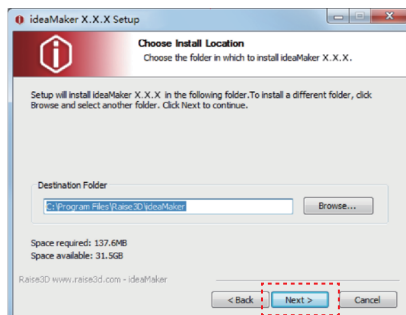 ideaMaker X.X.X Setup
Choose Install Location
Choose the folder in which to install ideaMaker X.X.X.
Setup will install ideaMaker X.X.X in the following folder.To install a different folder, click
Browse and select another folder. Click Next to continue.
Destination Folder
C:\Program Files\Raise3D\ideaMaker
Browse...
Space required: 137.6MB
Space available: 31.5GB
Raise3D www.raise3d.com - ideaMaker
< Back
Next >
Cancel